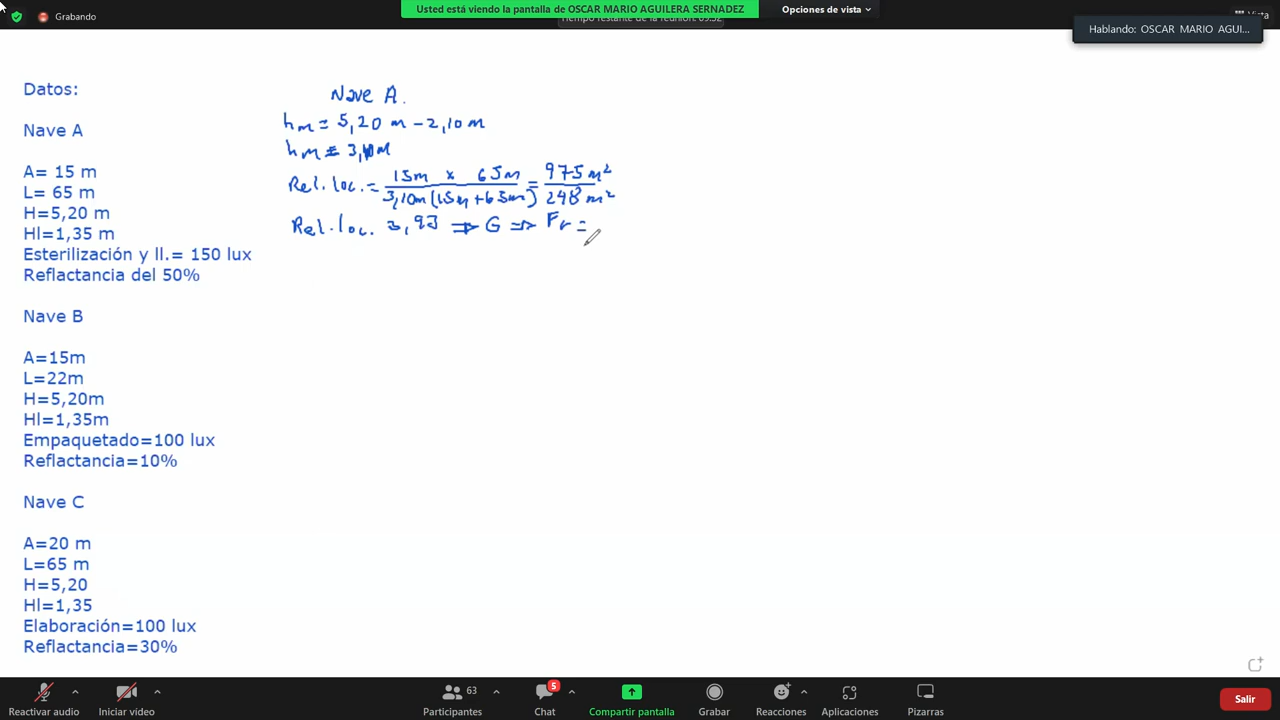 Grabando
Usted está viendo la pantalla de OSCAR MARIO AGUILERA SERNADEZ
Opciones de vista
Vista
Hablando: OSCAR MARIO AGUI...
Datos:
Nave A
A= 15 m
L= 65 m
H=5,20 m
Hl=1,35 m
Esterilización y ll.= 150 lux
Reflactancia del 50%
Nave B
A=15m
L=22m
H=5,20m
Hl=1,35m
Empaquetado=100 lux
Reflactancia=10%
Nave C
A=20 m
L=65 m
H=5,20
Hl=1,35
Elaboración=100 lux
Reflactancia=30%
Nave A.
hm = 5,20 m - 2,10 m
hm = 3,10m
Rel. loc. = 15m x 65m / 3,10m (15m+65m) = 975 m² / 248 m²
Rel. loc. 3,93 ⇒ G ⇒ Fr =
Reactivar audio
Iniciar video
63
Participantes
5
Chat
Compartir pantalla
Grabar
Reacciones
Aplicaciones
Pizarras
Salir